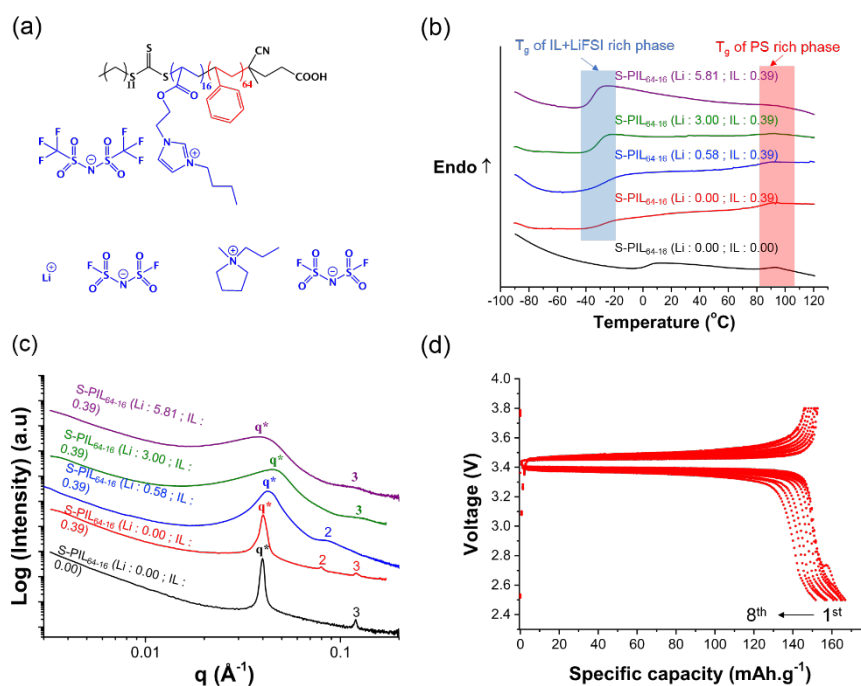 (a)
S
CN
S
S
11
16
64
COOH
O
O
N
⊕
N
F
F
F
F
F
F
O
O
S
⊖
S
N
O
O
Li
⊕
F
O
O
F
S
⊖
S
O
N
O
⊕
N
F
O
O
F
S
⊖
S
O
N
O
(b)
Tg of IL+LiFSI rich phase
Tg of PS rich phase
S-PIL64-16 (Li : 5.81 ; IL : 0.39)
S-PIL64-16 (Li : 3.00 ; IL : 0.39)
S-PIL64-16 (Li : 0.58 ; IL : 0.39)
S-PIL64-16 (Li : 0.00 ; IL : 0.39)
S-PIL64-16 (Li : 0.00 ; IL : 0.00)
Endo ↑
-100 -80 -60 -40 -20 0 20 40 60 80 100 120
Temperature (°C)
(c)
S-PIL64-16 (Li : 5.81 ; IL :
0.39)
q*
3
S-PIL64-16 (Li : 3.00 ; IL :
0.39)
q*
3
S-PIL64-16 (Li : 0.58 ; IL :
0.39)
q*
2
S-PIL64-16 (Li : 0.00 ; IL :
0.39)
q*
2 3
S-PIL64-16 (Li : 0.00 ; IL :
0.00)
q*
3
Log (Intensity) (a.u)
0.01 0.1
q (Å-1)
(d)
Voltage (V)
3.8
3.6
3.4
3.2
3.0
2.8
2.6
2.4
8th ← 1st
0 20 40 60 80 100 120 140 160
Specific capacity (mAh.g-1)